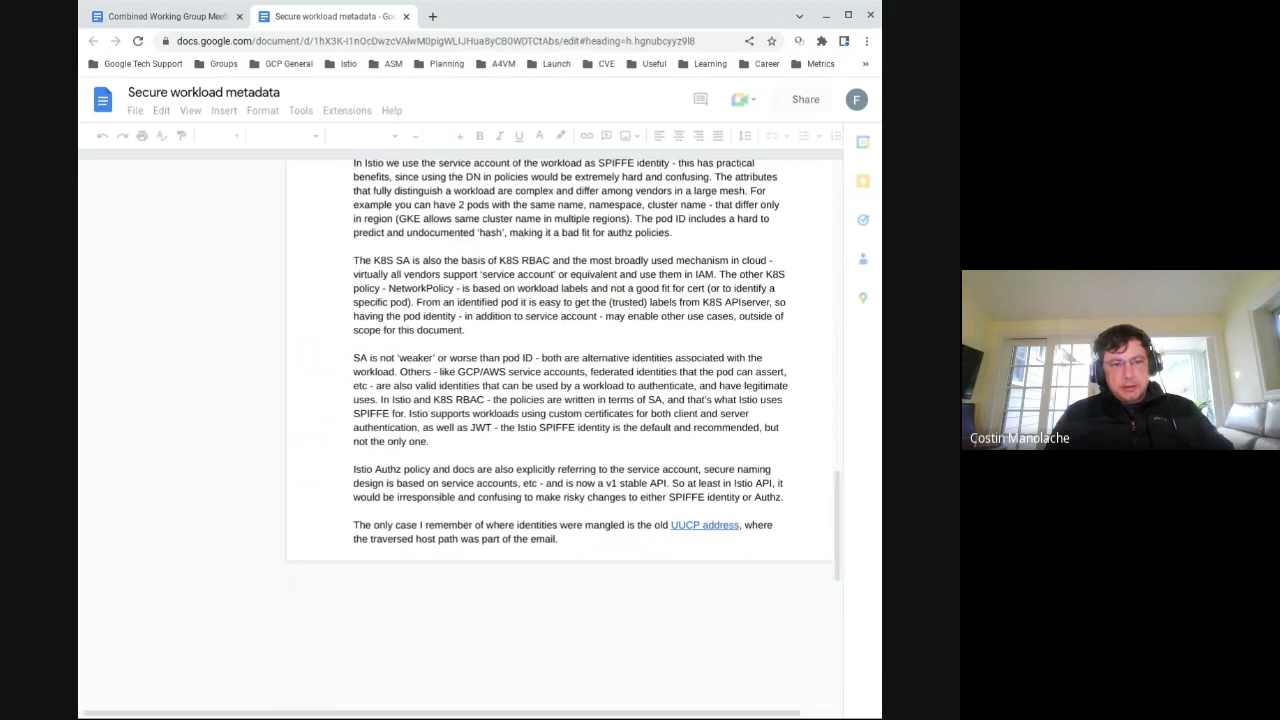 Combined Working Group Meeti
Secure workload metadata - Goo
docs.google.com/document/d/1hX3K-I1nOcDwzcVAlwM0pigWLIJHua8yCB0WDTCtAbs/edit#heading=h.hgnubcyyz9l8
Google Tech Support
Groups
GCP General
Istio
ASM
Planning
A4VM
Launch
CVE
Useful
Learning
Career
Metrics
»
Secure workload metadata
File Edit View Insert Format Tools Extensions Help
Share
F
In Istio we use the service account of the workload as SPIFFE identity - this has practical
benefits, since using the DN in policies would be extremely hard and confusing. The attributes
that fully distinguish a workload are complex and differ among vendors in a large mesh. For
example you can have 2 pods with the same name, namespace, cluster name - that differ only
in region (GKE allows same cluster name in multiple regions). The pod ID includes a hard to
predict and undocumented ‘hash’, making it a bad fit for authz policies.
The K8S SA is also the basis of K8S RBAC and the most broadly used mechanism in cloud -
virtually all vendors support ‘service account’ or equivalent and use them in IAM. The other K8S
policy - NetworkPolicy - is based on workload labels and not a good fit for cert (or to identify a
specific pod). From an identified pod it is easy to get the (trusted) labels from K8S APIserver, so
having the pod identity - in addition to service account - may enable other use cases, outside of
scope for this document.
SA is not ‘weaker’ or worse than pod ID - both are alternative identities associated with the
workload. Others - like GCP/AWS service accounts, federated identities that the pod can assert,
etc - are also valid identities that can be used by a workload to authenticate, and have legitimate
uses. In Istio and K8S RBAC - the policies are written in terms of SA, and that's what Istio uses
SPIFFE for. Istio supports workloads using custom certificates for both client and server
authentication, as well as JWT - the Istio SPIFFE identity is the default and recommended, but
not the only one.
Istio Authz policy and docs are also explicitly referring to the service account, secure naming
design is based on service accounts, etc - and is now a v1 stable API. So at least in Istio API, it
would be irresponsible and confusing to make risky changes to either SPIFFE identity or Authz.
The only case I remember of where identities were mangled is the old UUCP address, where
the traversed host path was part of the email.
Costin Manolache